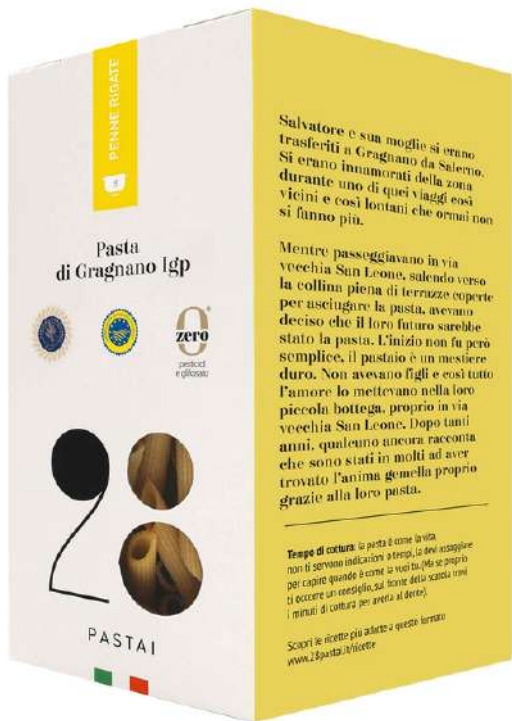 PENNE RIGATE
Pasta
di Gragnano Igp
zero
pesticidi
e glifosato
28
PASTAI
Salvatore e sua moglie si erano
trasferiti a Gragnano da Salerno.
Si erano innamorati della zona
durante uno di quei viaggi così
vicini e così lontani che ormai non
si fanno più.
Mentre passeggiavano in via
vecchia San Leone, salendo verso
la collina piena di terrazze coperte
per asciugare la pasta, avevano
deciso che il loro futuro sarebbe
stato la pasta. L'inizio non fu però
semplice, il pastaio è un mestiere
duro. Non avevano figli e così tutto
l'amore lo mettevano nella loro
piccola bottega, proprio in via
vecchia San Leone. Dopo tanti
anni, qualcuno ancora racconta
che sono stati in molti ad aver
trovato l'anima gemella proprio
grazie alla loro pasta.
Tempo di cottura: la pasta è come la vita,
non ti servono indicazioni o tempi, la devi assaggiare
per capire quando è come la vuoi tu. (Ma se proprio
ti occorre un consiglio, sul fronte della scatola trovi
i minuti di cottura per averla al dente).
Scopri le ricette più adatte a questo formato
www.28pastai.it/ricette